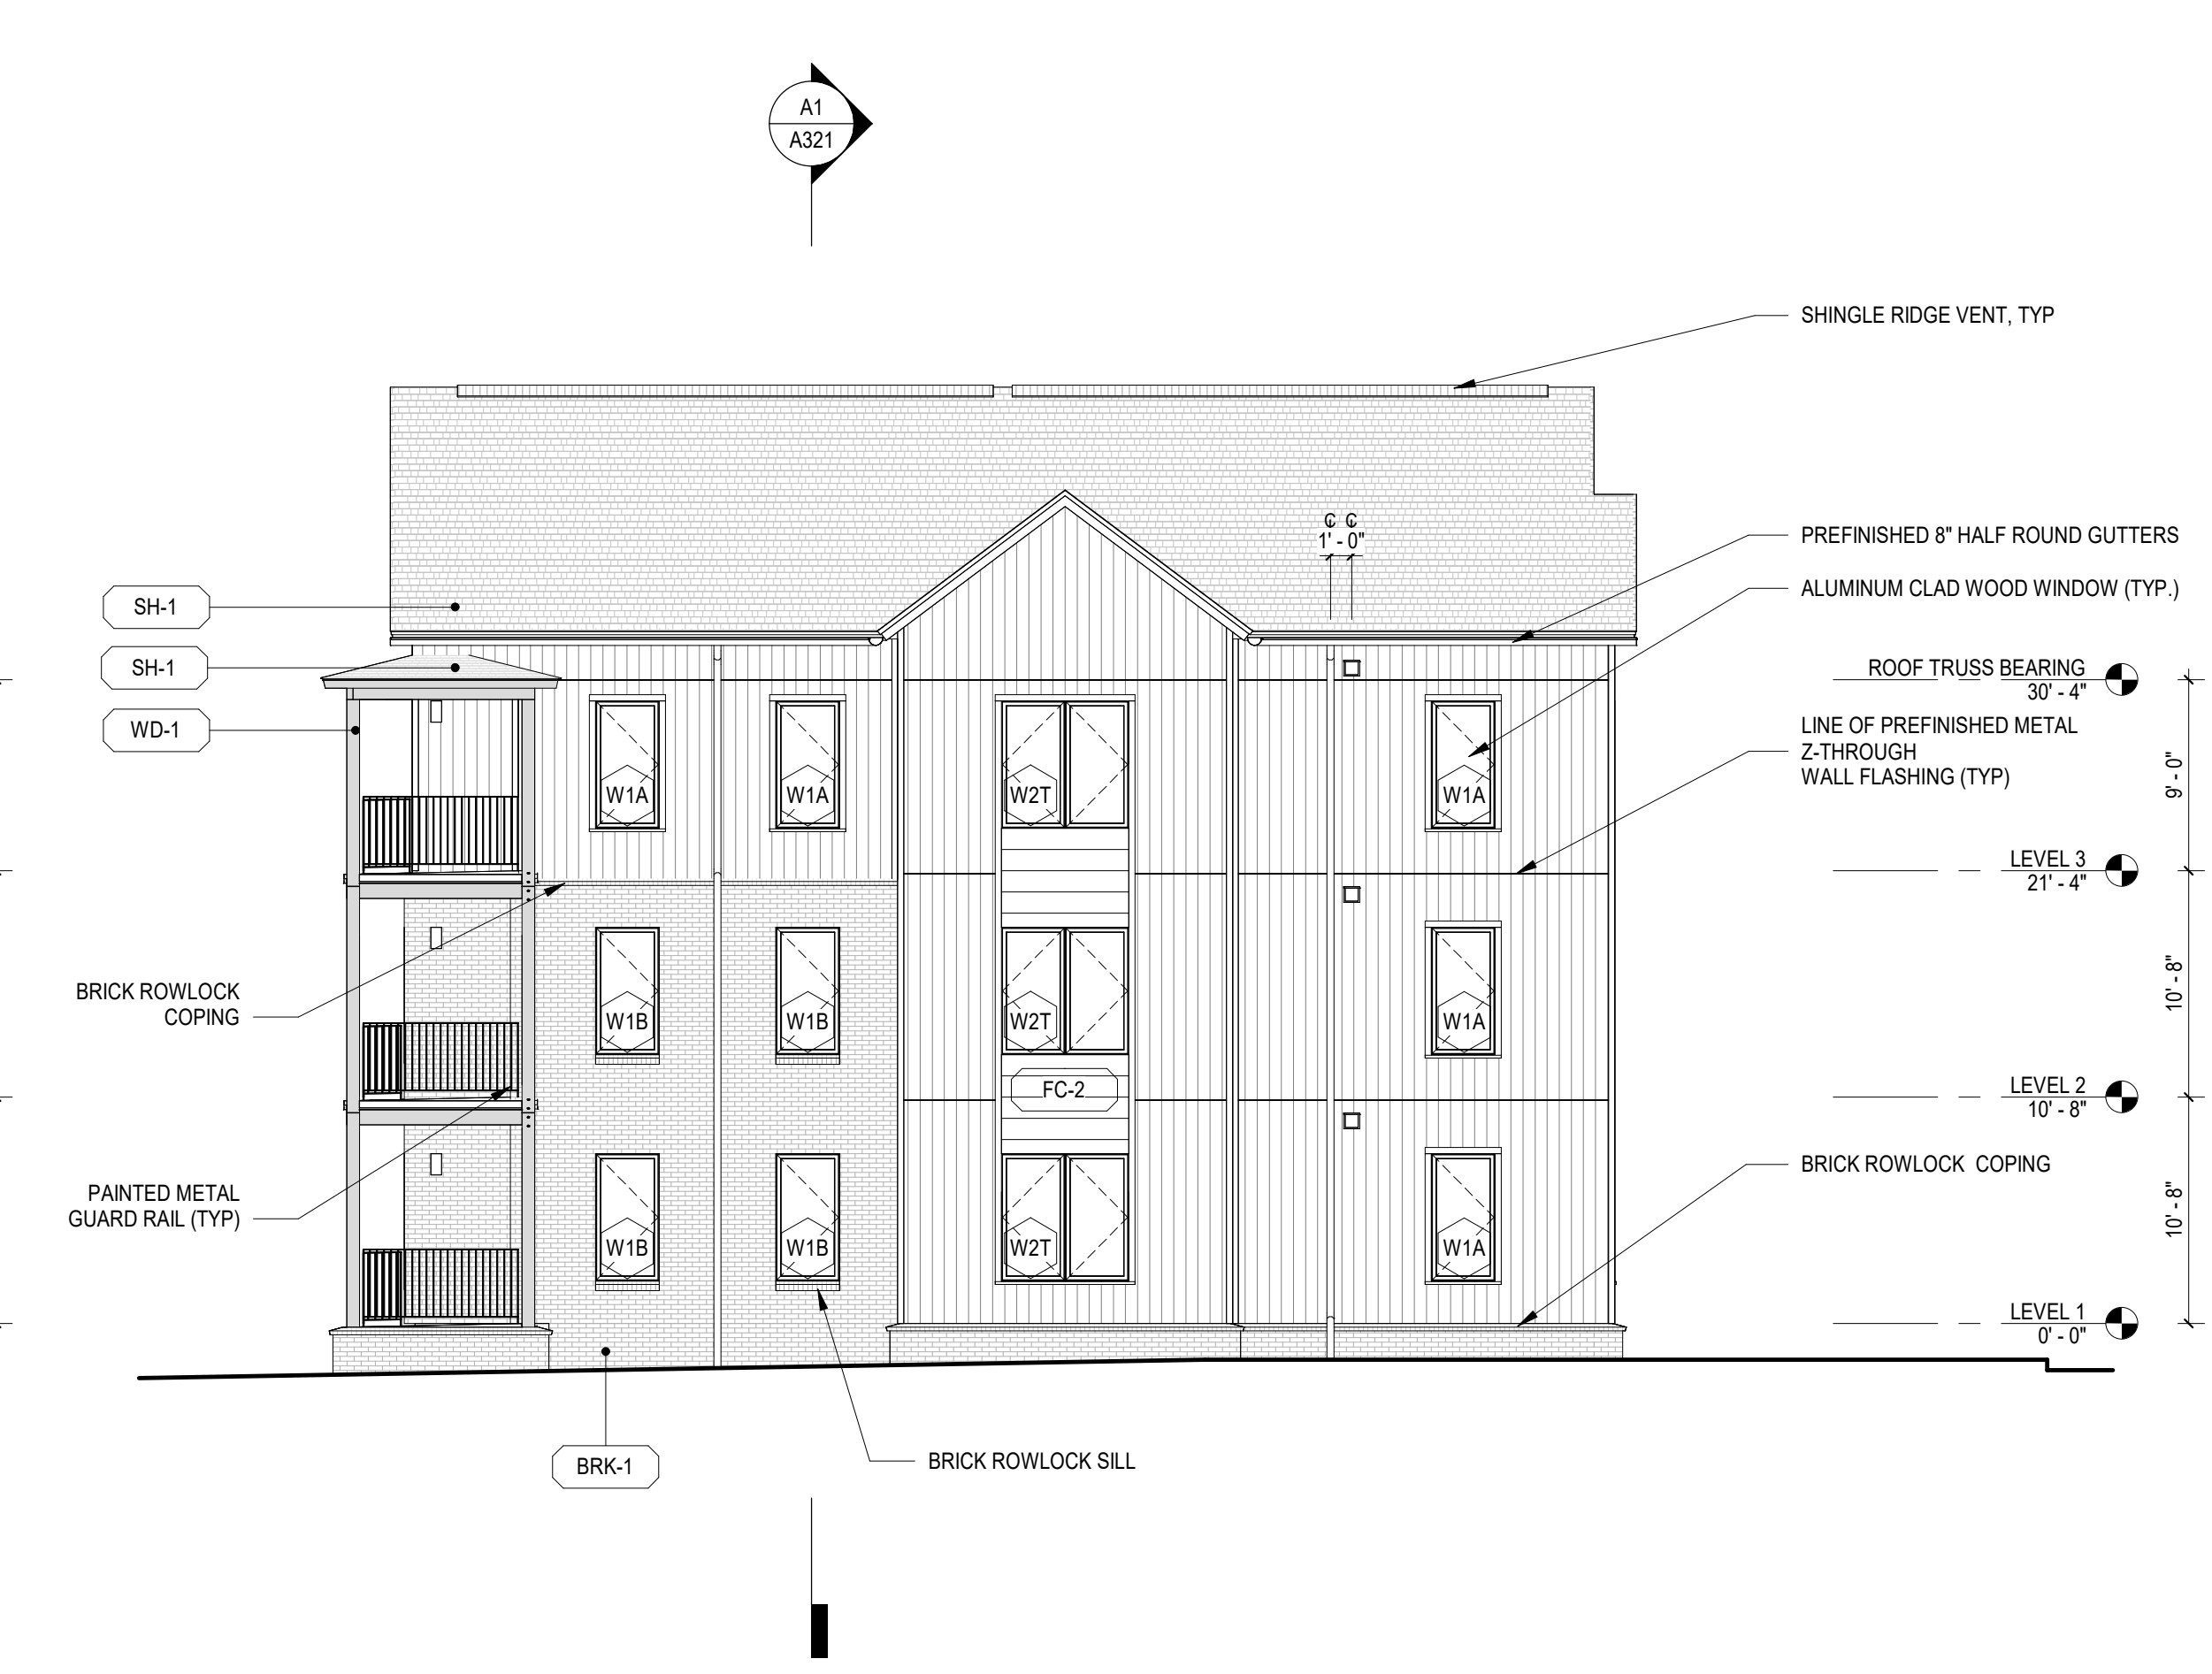 A1
A321
SHINGLE RIDGE VENT, TYP
℄ ℄
1' - 0"
PREFINISHED 8" HALF ROUND GUTTERS
ALUMINUM CLAD WOOD WINDOW (TYP.)
SH-1
SH-1
WD-1
ROOF TRUSS BEARING
30' - 4"
LINE OF PREFINISHED METAL
Z-THROUGH
WALL FLASHING (TYP)
9' - 0"
W1A
W1A
W2T
W1A
LEVEL 3
21' - 4"
BRICK ROWLOCK
COPING
10' - 8"
W1B
W1B
W2T
W1A
FC-2
LEVEL 2
10' - 8"
PAINTED METAL
GUARD RAIL (TYP)
BRICK ROWLOCK  COPING
10' - 8"
W1B
W1B
W2T
W1A
LEVEL 1
0' - 0"
BRK-1
BRICK ROWLOCK SILL